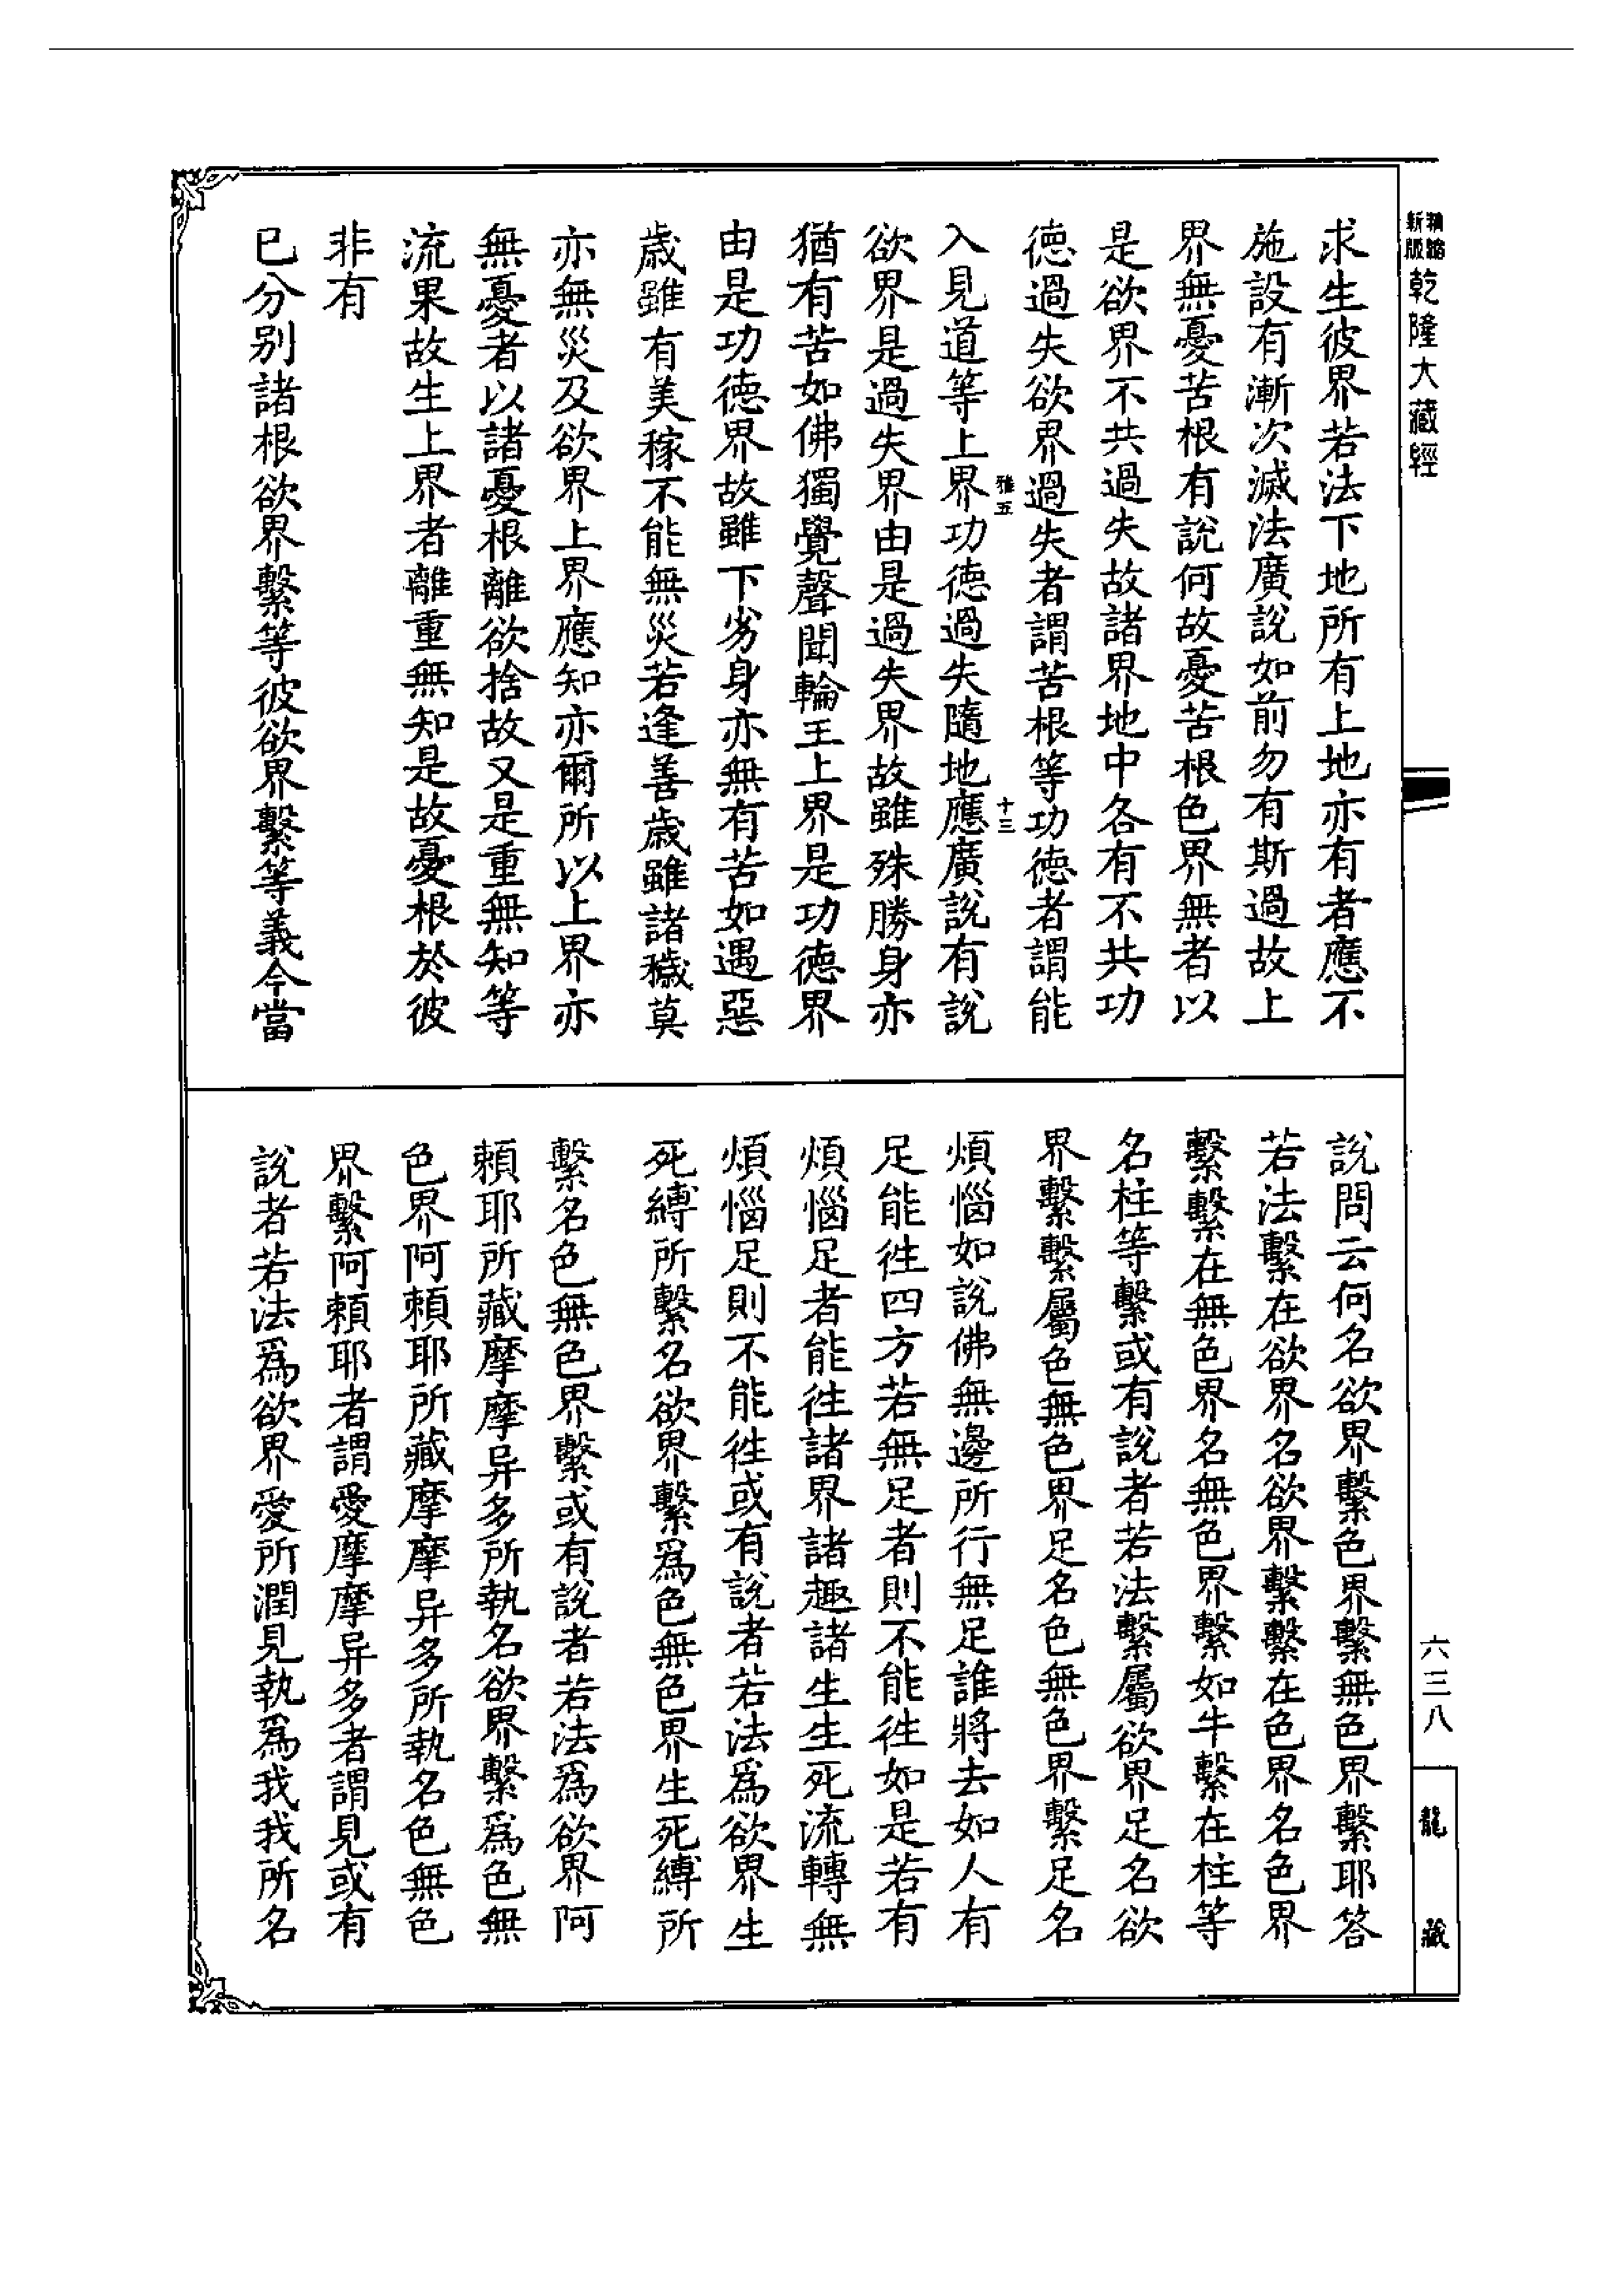 精縮新版乾隆大藏經
求生彼界若法下地所有上地亦有者應不
施設有漸次滅法廣說如前勿有斯過故上
界無憂苦根有說何故憂苦根色界無者以
是欲界不共過失故諸界地中各有不共功
德過失欲界過失者謂苦根等功德者謂能
雅五 十三
入見道等上界功德過失隨地應廣說有說
欲界是過失界由是過失界故雖殊勝身亦
猶有苦如佛獨覺聲聞輪王上界是功德界
由是功德界故雖下劣身亦無有苦如遇惡
歲雖有美稼不能無災若逢善歲雖諸穢莫
亦無災及欲界上界應知亦爾所以上界亦
無憂者以諸憂根離欲捨故又是重無知等
流果故生上界者離重無知是故憂根於彼
非有
已分別諸根欲界繫等彼欲界繫等義今當
說問云何名欲界繫色界繫無色界繫耶答
若法繫在欲界名欲界繫繫在色界名色界
繫繫在無色界名無色界繫繫如牛繫在柱等
名柱等繫或有說者若法繫屬欲界足名欲
界繫繫屬色無色界足名色無色界繫足名
煩惱如說佛無邊所行無足誰將去如人有
足能往四方若無足者則不能往如是若有
煩惱足者能往諸界諸趣諸生生死流轉無
煩惱足則不能往或有說者若法為欲界生
死縛所繫名欲界繫為色無色界生死縛所
繫名色無色界繫或有說者若法為欲界阿
賴耶所藏摩摩异多所執名欲界繫為色無
色界阿賴耶所藏摩摩异多所執名色無色
界繫阿賴耶者謂愛摩摩异多者謂見或有
說者若法為欲界愛所潤見執為我我所名
六三八
龍藏